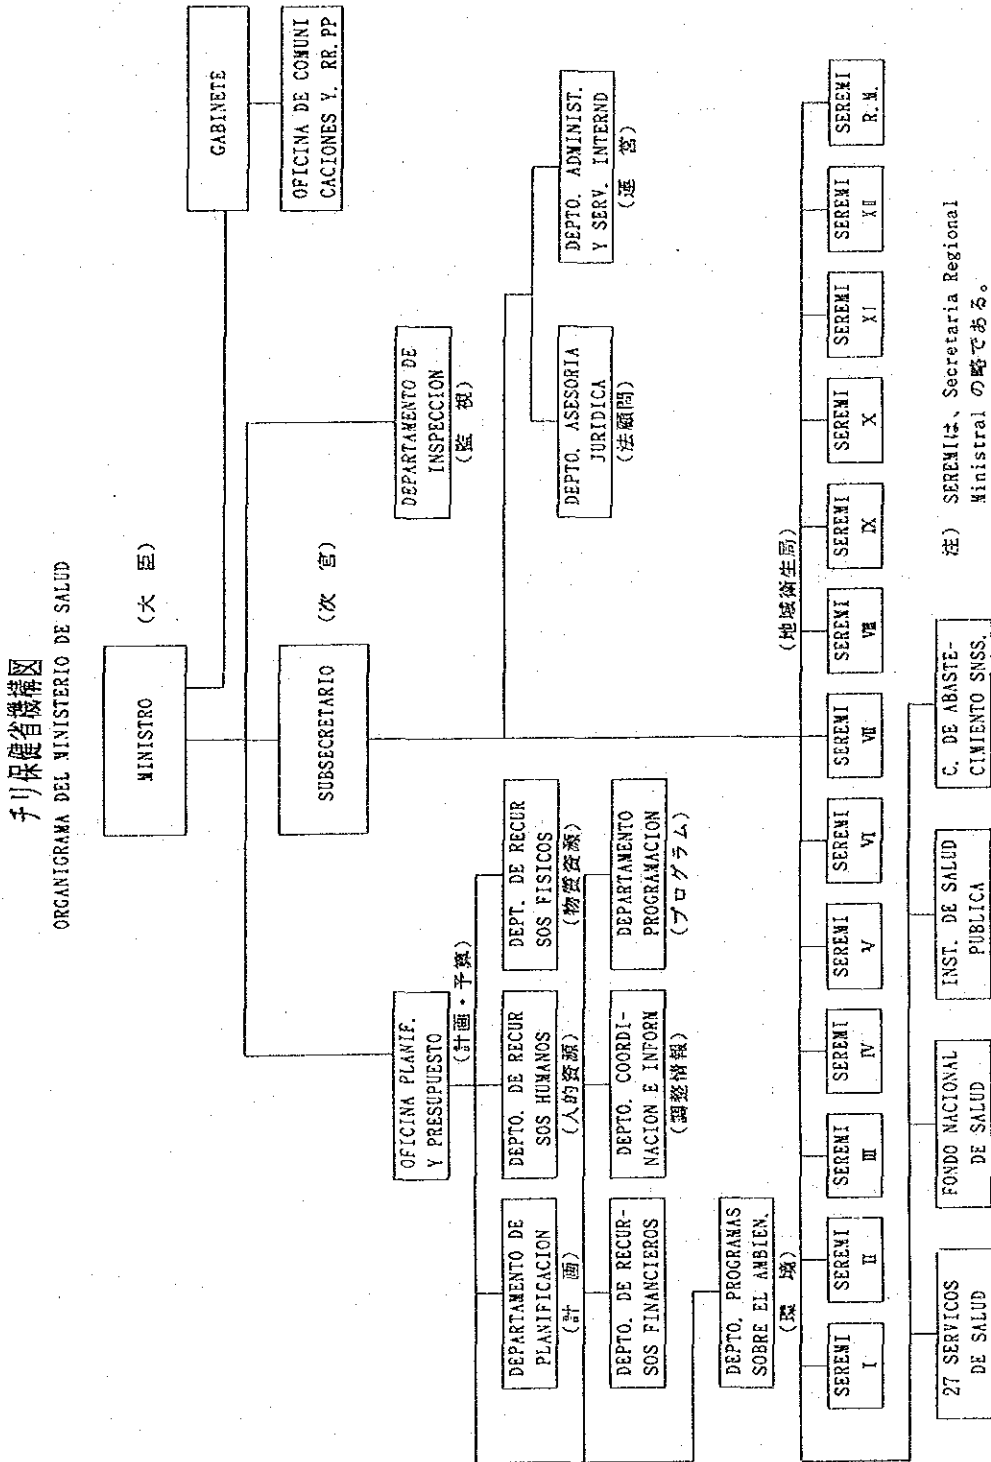 チリ保健省機構図
ORGANIGRAMA DEL MINISTERIO DE SALUD
MINISTRO
(大 臣)
GABINETE
OFICINA DE COMUNI
CACIONES Y. RR.PP
SUBSECRETARIO
(次 官)
OFICINA PLANIF.
Y PRESUPUESTO
(計画・予算)
DEPARTAMENTO DE
INSPECCION
(監 視)
DEPARTAMENTO DE
PLANIFICACION
(計 画)
DEPTO. DE RECUR
SOS HUMANOS
(人的資源)
DEPT. DE RECUR
SOS FISICOS
(物質資源)
DEPTO. ASESORIA
JURIDICA
(法顧問)
DEPTO. ADMINIST.
Y SERV. INTERND
(運 営)
DEPTO. DE RECUR-
SOS FINANCIEROS
DEPTO. COORDI-
NACION E INFORM
(調整情報)
DEPARTAMENTO
PROGRAMACION
(プログラム)
DEPTO. PROGRAMAS
SOBRE EL AMBIEN.
(環 境)
(地域衛生局)
SEREMI
I
SEREMI
II
SEREMI
III
SEREMI
IV
SEREMI
V
SEREMI
VI
SEREMI
VII
SEREMI
VIII
SEREMI
IX
SEREMI
X
SEREMI
XI
SEREMI
XII
SEREMI
R.M.
27 SERVICOS
DE SALUD
FONDO NACIONAL
DE SALUD
INST. DE SALUD
PUBLICA
C. DE ABASTE-
CIMIENTO SNSS.
注) SEREMIは、Secretaria Regional
Ministral の略である。